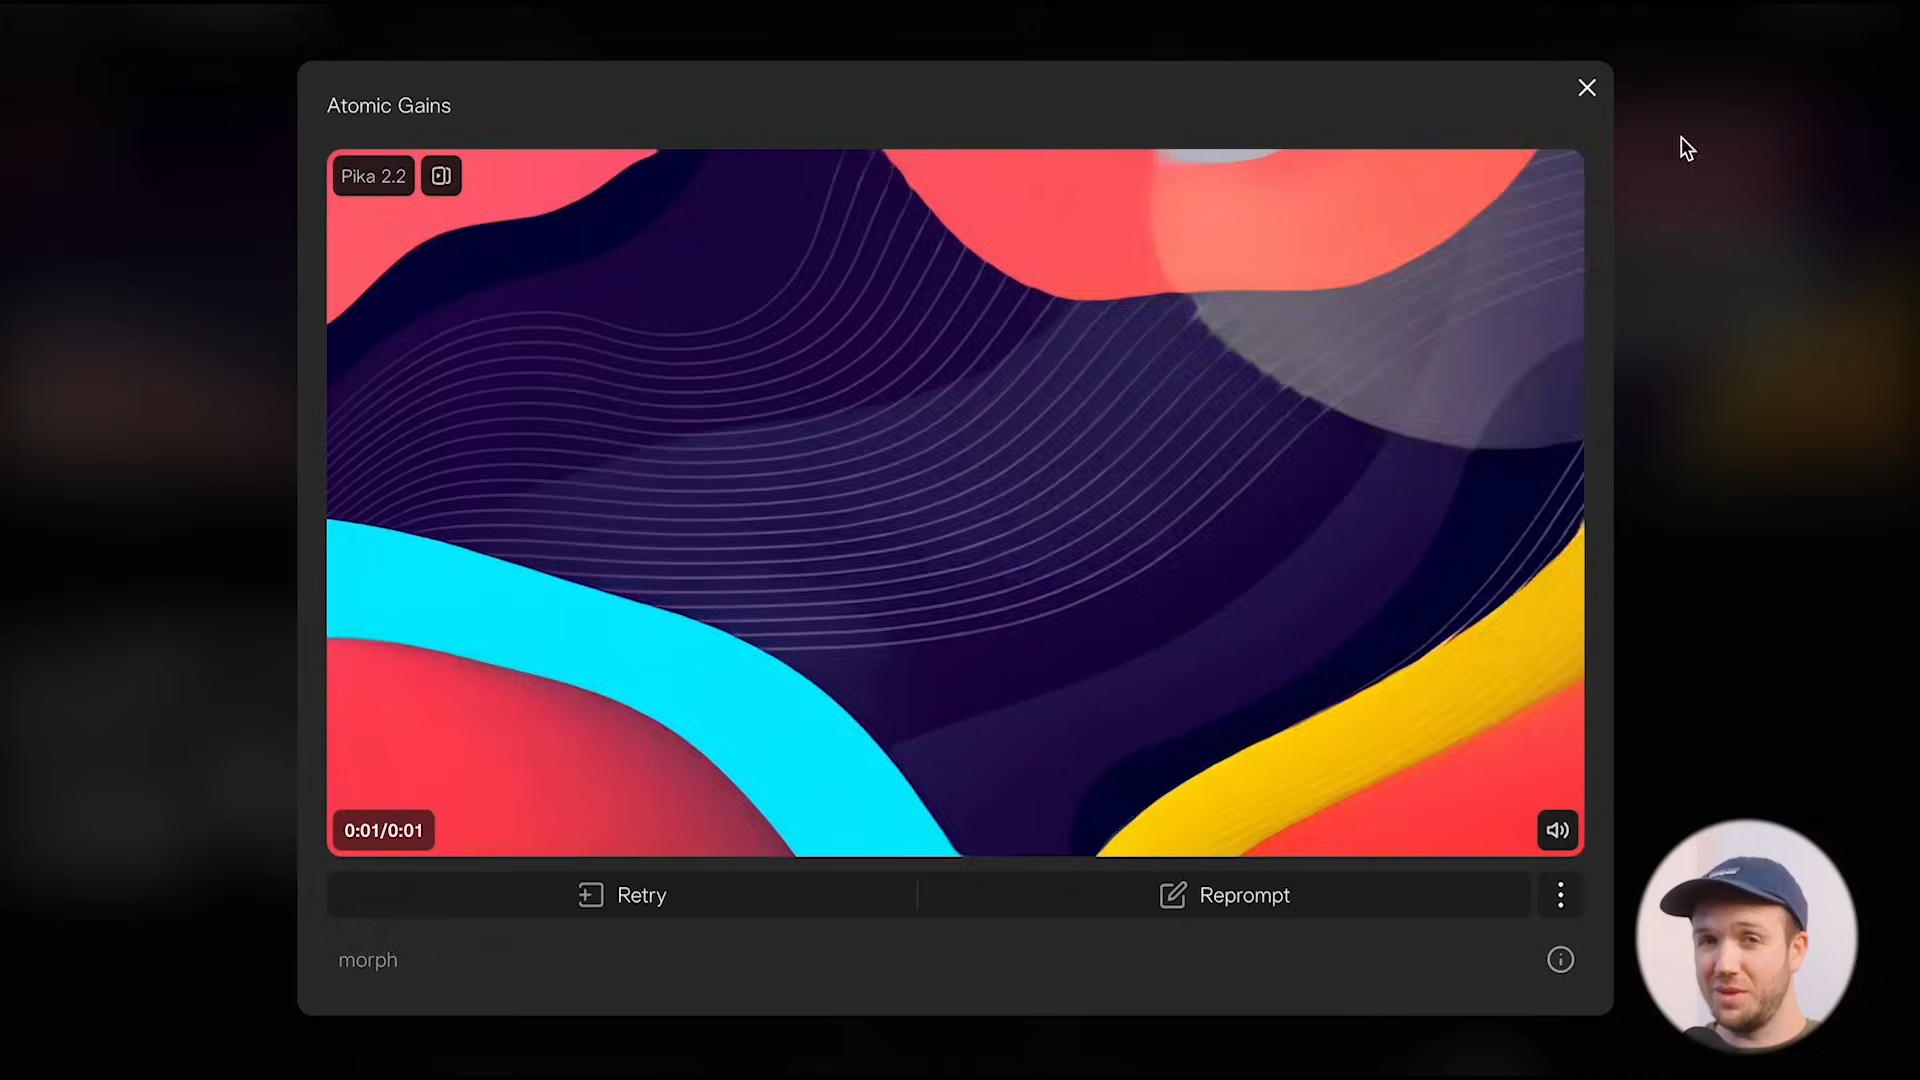 Atomic Gains
Pika 2.2
0:01/0:01
Retry
Reprompt
morph